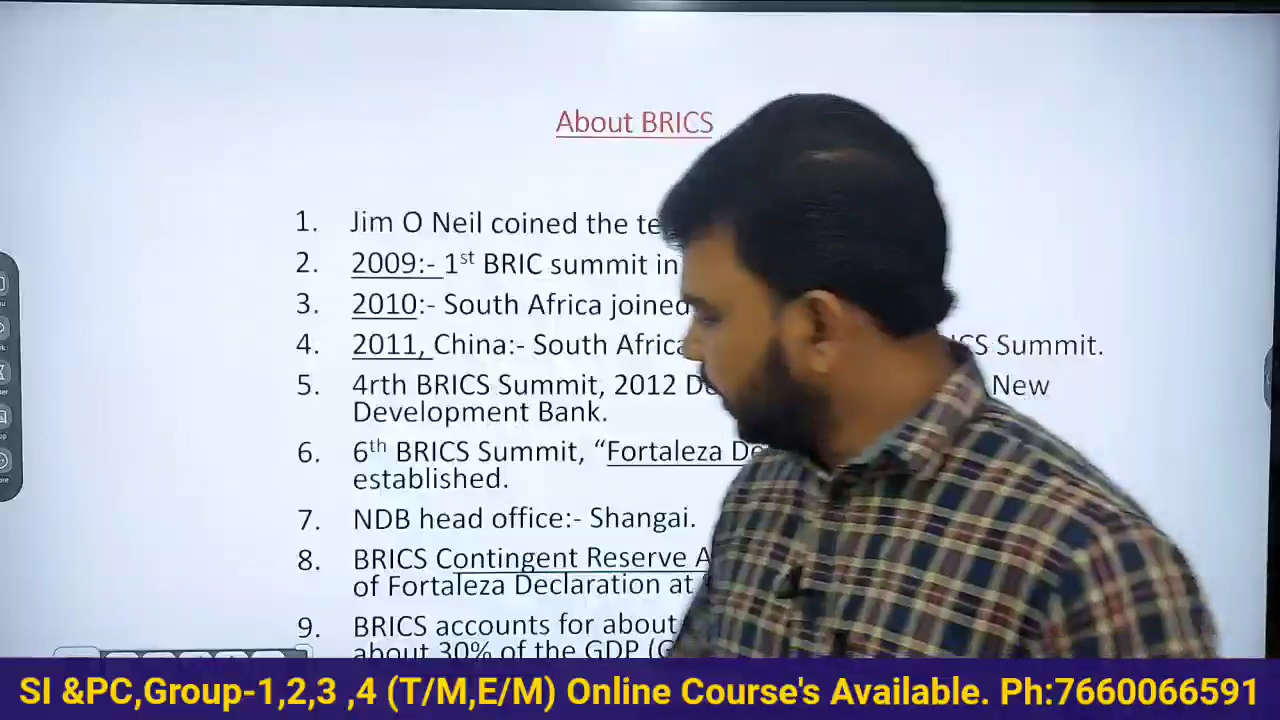 About BRICS
1. Jim O Neil coined the
2. 2009:- 1st BRIC summit in
3. 2010:- South Africa joined
4. 2011, China:- South Africa Summit.
5. 4rth BRICS Summit, 2012 New
Development Bank.
6. 6th BRICS Summit, “Fortaleza
established.
7. NDB head office:- Shangai.
8. BRICS Contingent Reserve
of Fortaleza Declaration at
9. BRICS accounts for about
about 30% of the GDP
SI &PC,Group-1,2,3 ,4 (T/M,E/M) Online Course's Available. Ph:7660066591